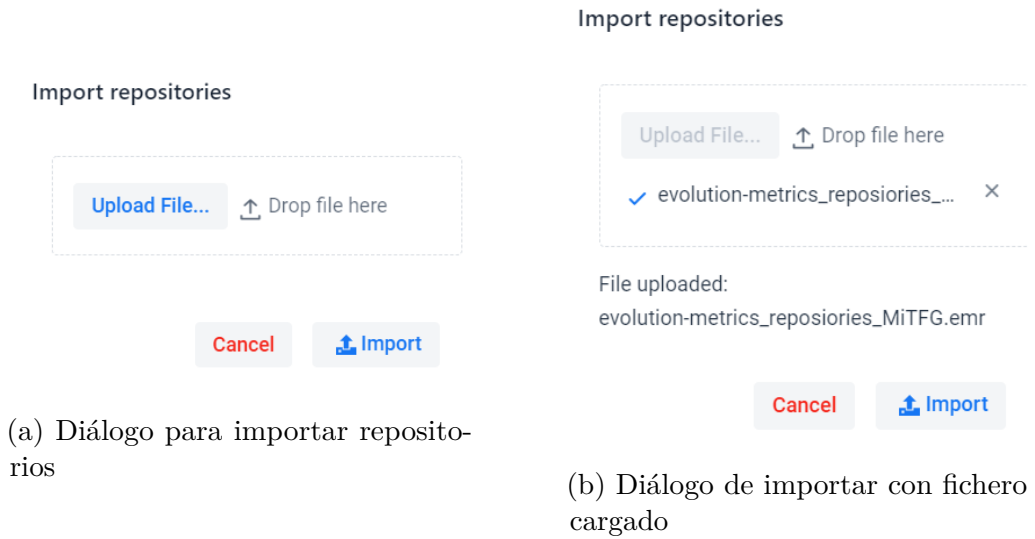 Import repositories
Upload File...
Drop file here
Cancel
Import
(a) Diálogo para importar reposito-
rios
Import repositories
Upload File...
Drop file here
evolution-metrics_reposiories_...
File uploaded:
evolution-metrics_reposiories_MiTFG.emr
Cancel
Import
(b) Diálogo de importar con fichero
cargado